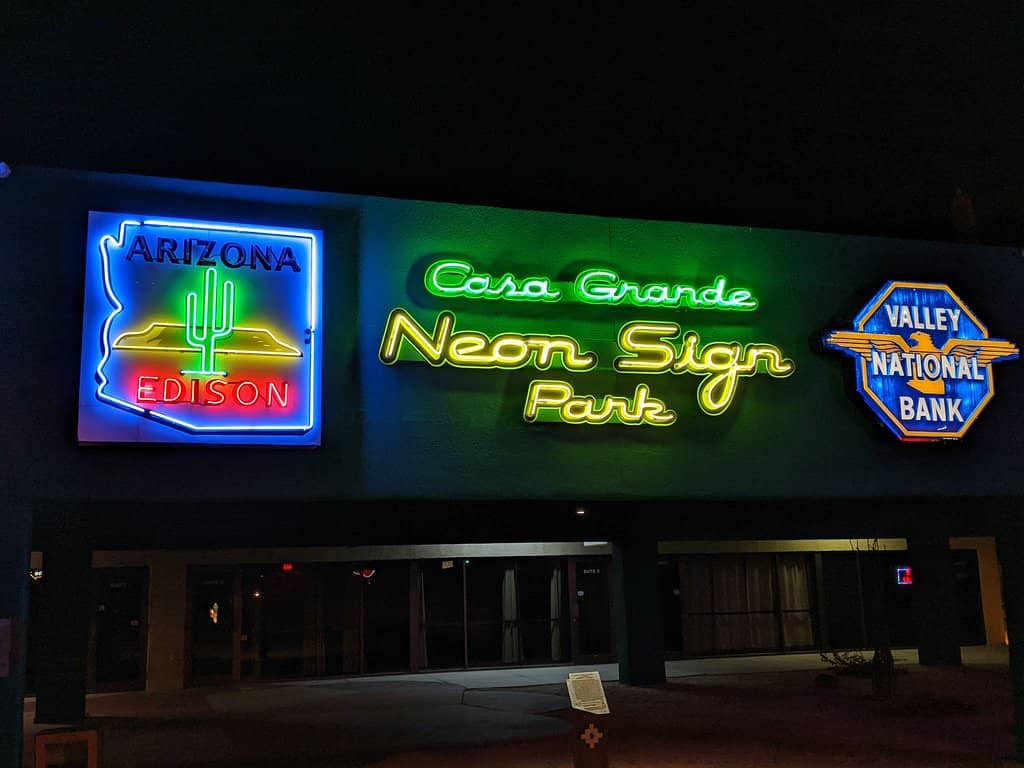 ARIZONA
EDISON
Casa Grande
Neon Sign
Park
VALLEY
NATIONAL
BANK